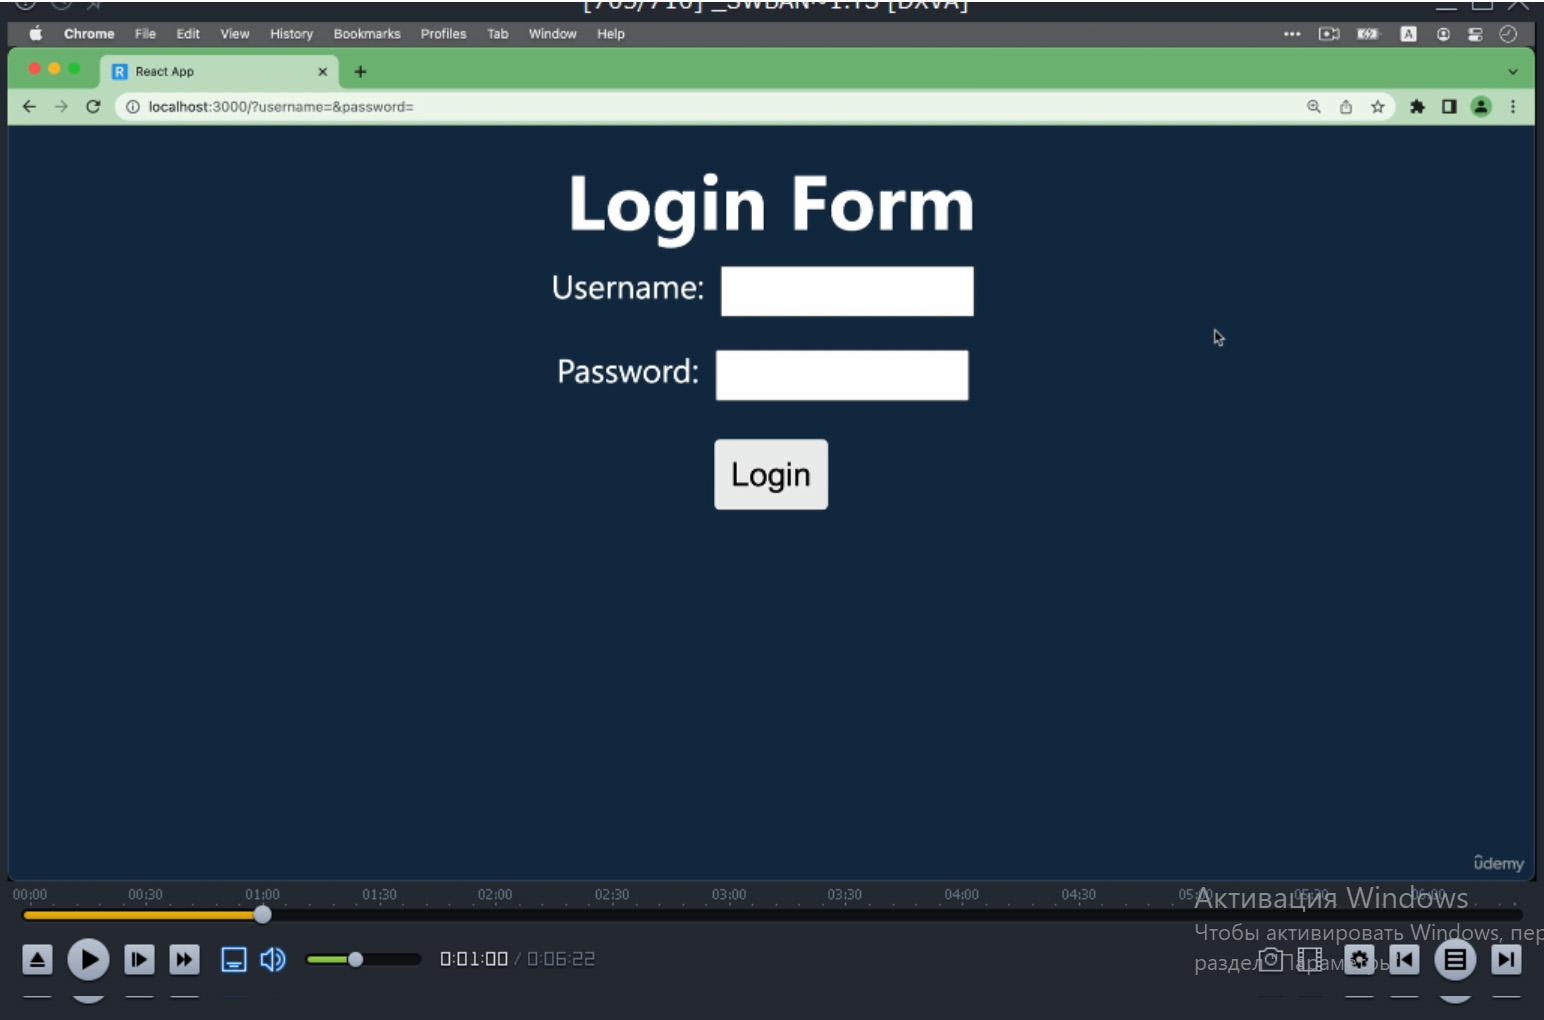 [705/710] _SWBAN~1.TS [DXVA]
Chrome File Edit View History Bookmarks Profiles Tab Window Help
A
R React App
localhost:3000/?username=&password=
Login Form
Username:
Password:
Login
ûdemy
00:00 00:30 01:00 01:30 02:00 02:30 03:00 03:30 04:00 04:30 05:00 05:30 06:00
Активация Windows
Чтобы активировать Windows, пер
раздел Параметры
0:01:00 / 0:06:22